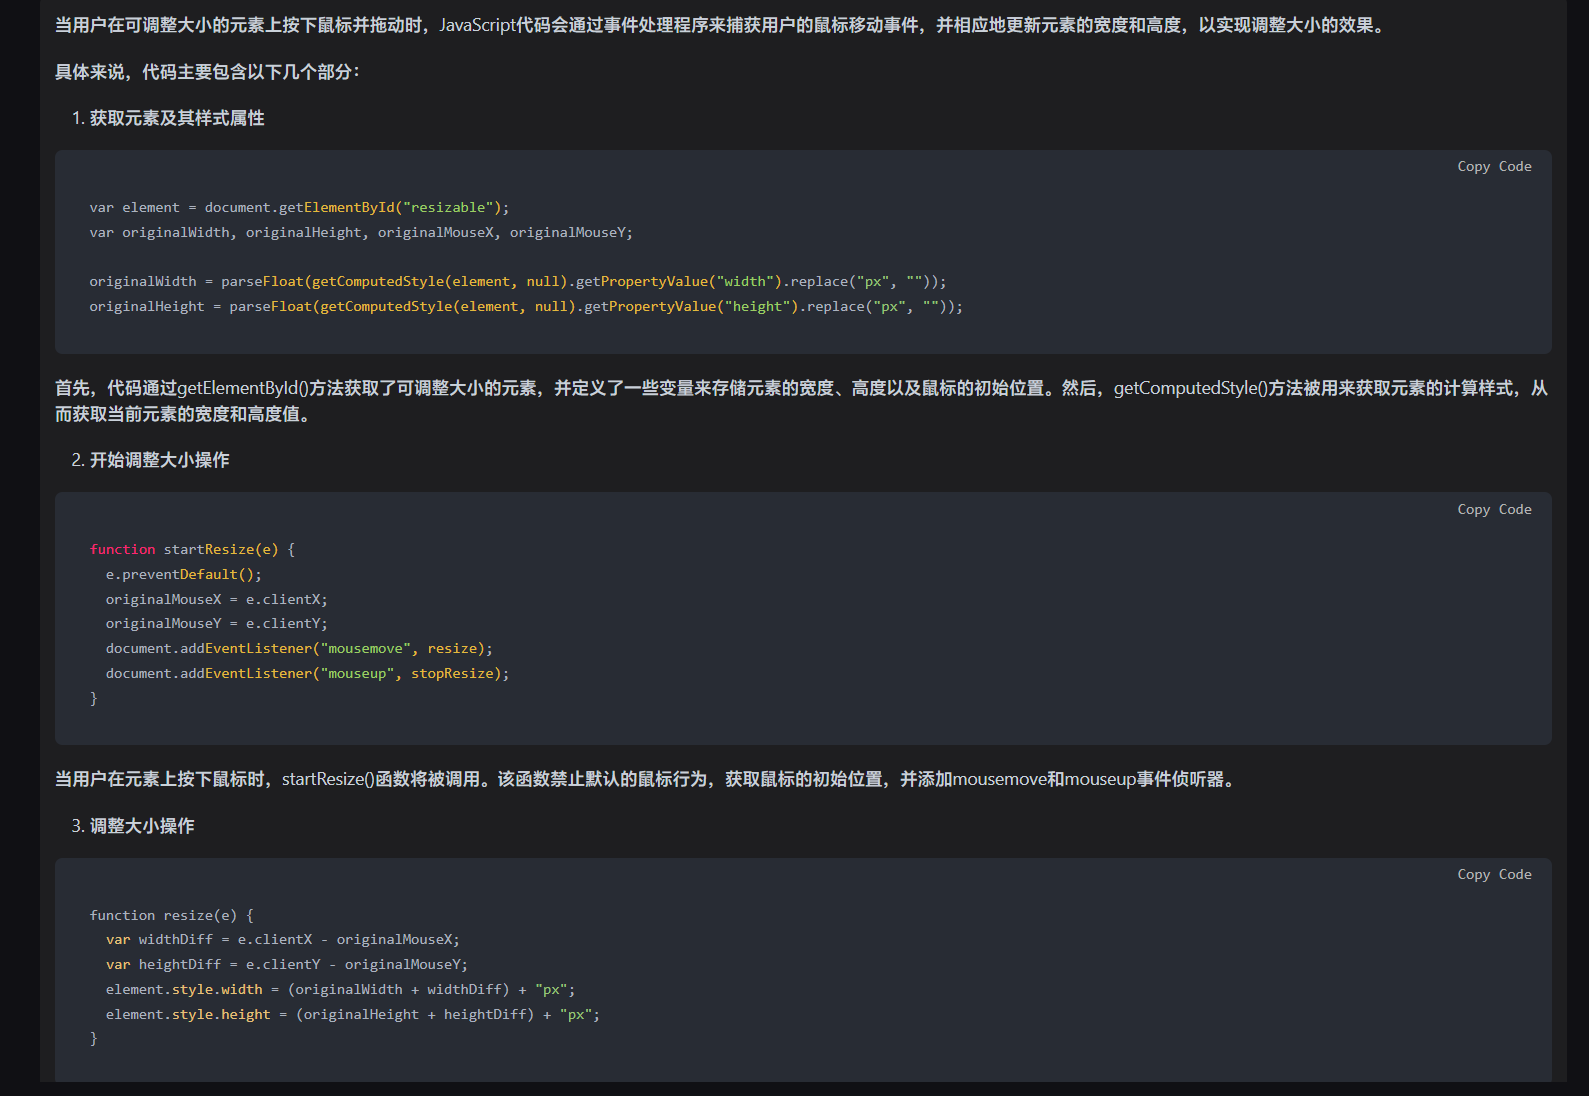 当用户在可调整大小的元素上按下鼠标并拖动时，JavaScript代码会通过事件处理程序来捕获用户的鼠标移动事件，并相应地更新元素的宽度和高度，以实现调整大小的效果。
具体来说，代码主要包含以下几个部分：
1. 获取元素及其样式属性
Copy Code
var element = document.getElementById("resizable");
var originalWidth, originalHeight, originalMouseX, originalMouseY;
originalWidth = parseFloat(getComputedStyle(element, null).getPropertyValue("width").replace("px", ""));
originalHeight = parseFloat(getComputedStyle(element, null).getPropertyValue("height").replace("px", ""));
首先，代码通过getElementById()方法获取了可调整大小的元素，并定义了一些变量来存储元素的宽度、高度以及鼠标的初始位置。然后，getComputedStyle()方法被用来获取元素的计算样式，从
而获取当前元素的宽度和高度值。
2. 开始调整大小操作
Copy Code
function startResize(e) {
  e.preventDefault();
  originalMouseX = e.clientX;
  originalMouseY = e.clientY;
  document.addEventListener("mousemove", resize);
  document.addEventListener("mouseup", stopResize);
}
当用户在元素上按下鼠标时，startResize()函数将被调用。该函数禁止默认的鼠标行为，获取鼠标的初始位置，并添加mousemove和mouseup事件侦听器。
3. 调整大小操作
Copy Code
function resize(e) {
  var widthDiff = e.clientX - originalMouseX;
  var heightDiff = e.clientY - originalMouseY;
  element.style.width = (originalWidth + widthDiff) + "px";
  element.style.height = (originalHeight + heightDiff) + "px";
}